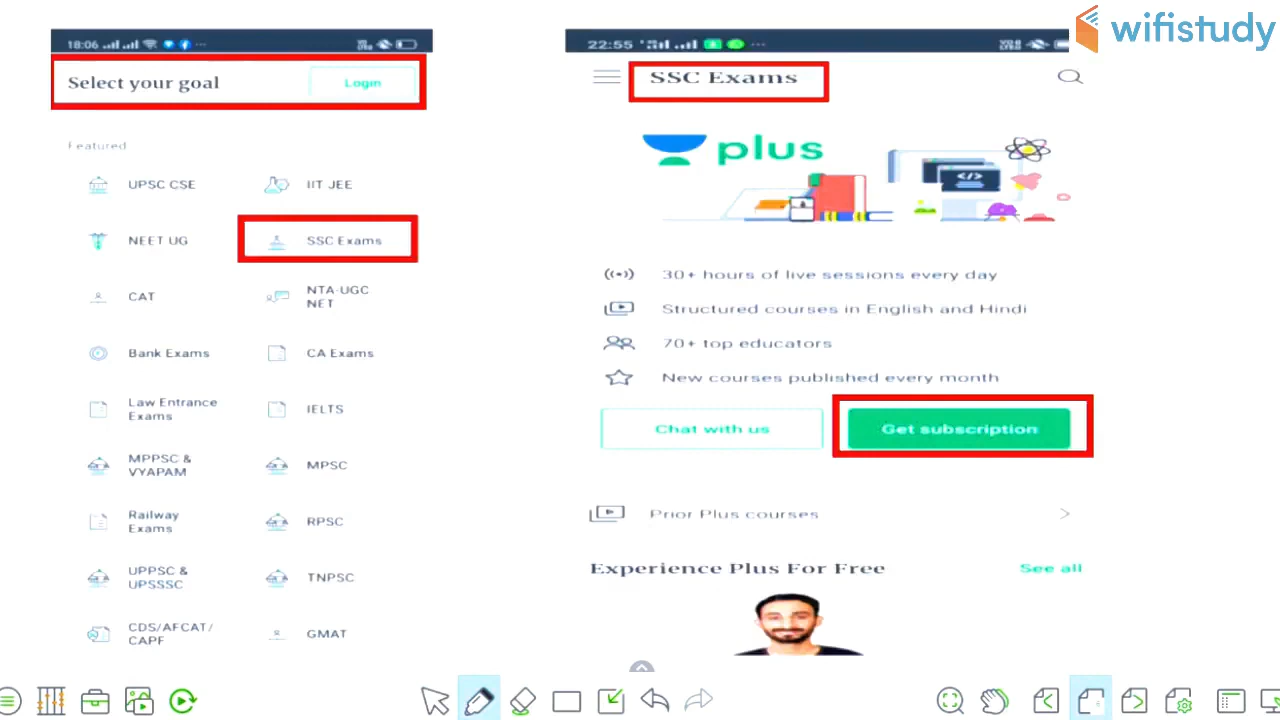 wifistudy
18:06
Select your goal
Login
Featured
UPSC CSE
IIT JEE
NEET UG
SSC Exams
CAT
NTA-UGC
NET
Bank Exams
CA Exams
Law Entrance
Exams
IELTS
MPPSC &
VYAPAM
MPSC
Railway
Exams
RPSC
UPPSC &
UPSSSC
TNPSC
CDS/AFCAT/
CAPF
GMAT
22:55
SSC Exams
plus
30+ hours of live sessions every day
Structured courses in English and Hindi
70+ top educators
New courses published every month
Chat with us
Get subscription
Prior Plus courses
Experience Plus For Free
See all